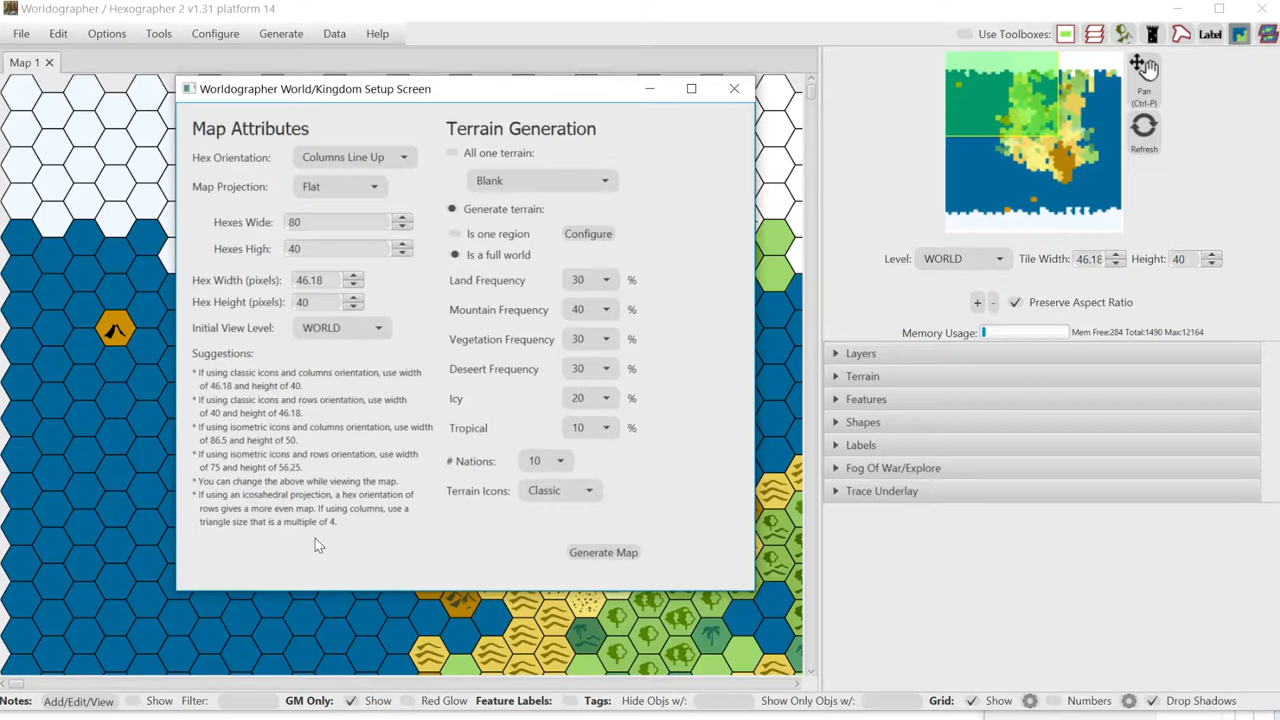 Worldographer / Hexographer 2 v1.31 platform 14
File Edit Options Tools Configure Generate Data Help
Use Toolboxes: Label
Map 1
Worldographer World/Kingdom Setup Screen
Map Attributes
Hex Orientation: Columns Line Up
Map Projection: Flat
Hexes Wide: 80
Hexes High: 40
Hex Width (pixels): 46.18
Hex Height (pixels): 40
Initial View Level: WORLD
Suggestions:
* If using classic icons and columns orientation, use width
of 46.18 and height of 40.
* If using classic icons and rows orientation, use width
of 40 and height of 46.18.
* If using isometric icons and columns orientation, use width
of 86.5 and height of 50.
* If using isometric icons and rows orientation, use width
of 75 and height of 56.25.
* You can change the above while viewing the map.
* If using an icosahedral projection, a hex orientation of
rows gives a more even map. If using columns, use a
triangle size that is a multiple of 4.
Terrain Generation
All one terrain:
Blank
Generate terrain:
Is one region Configure
Is a full world
Land Frequency 30 %
Mountain Frequency 40 %
Vegetation Frequency 30 %
Deseert Frequency 30 %
Icy 20 %
Tropical 10 %
# Nations: 10
Terrain Icons: Classic
Generate Map
Pan
(Ctrl-P)
Refresh
Level: WORLD Tile Width: 46.18 Height: 40
+ - Preserve Aspect Ratio
Memory Usage: Mem Free:284 Total:1490 Max:12164
Layers
Terrain
Features
Shapes
Labels
Fog Of War/Explore
Trace Underlay
Notes: Add/Edit/View Show Filter: GM Only: Show Red Glow Feature Labels: Tags: Hide Objs w/: Show Only Objs w/: Grid: Show Numbers Drop Shadows